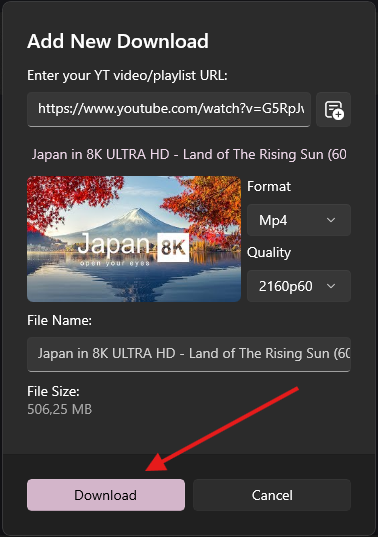 Add New Download
Enter your YT video/playlist URL:
https://www.youtube.com/watch?v=G5RpJv
Japan in 8K ULTRA HD - Land of The Rising Sun (60
Format
Japan 8K
open your eyes
Mp4
Quality
2160p60
File Name:
Japan in 8K ULTRA HD - Land of The Rising Sun (60
File Size:
506,25 MB
Download
Cancel